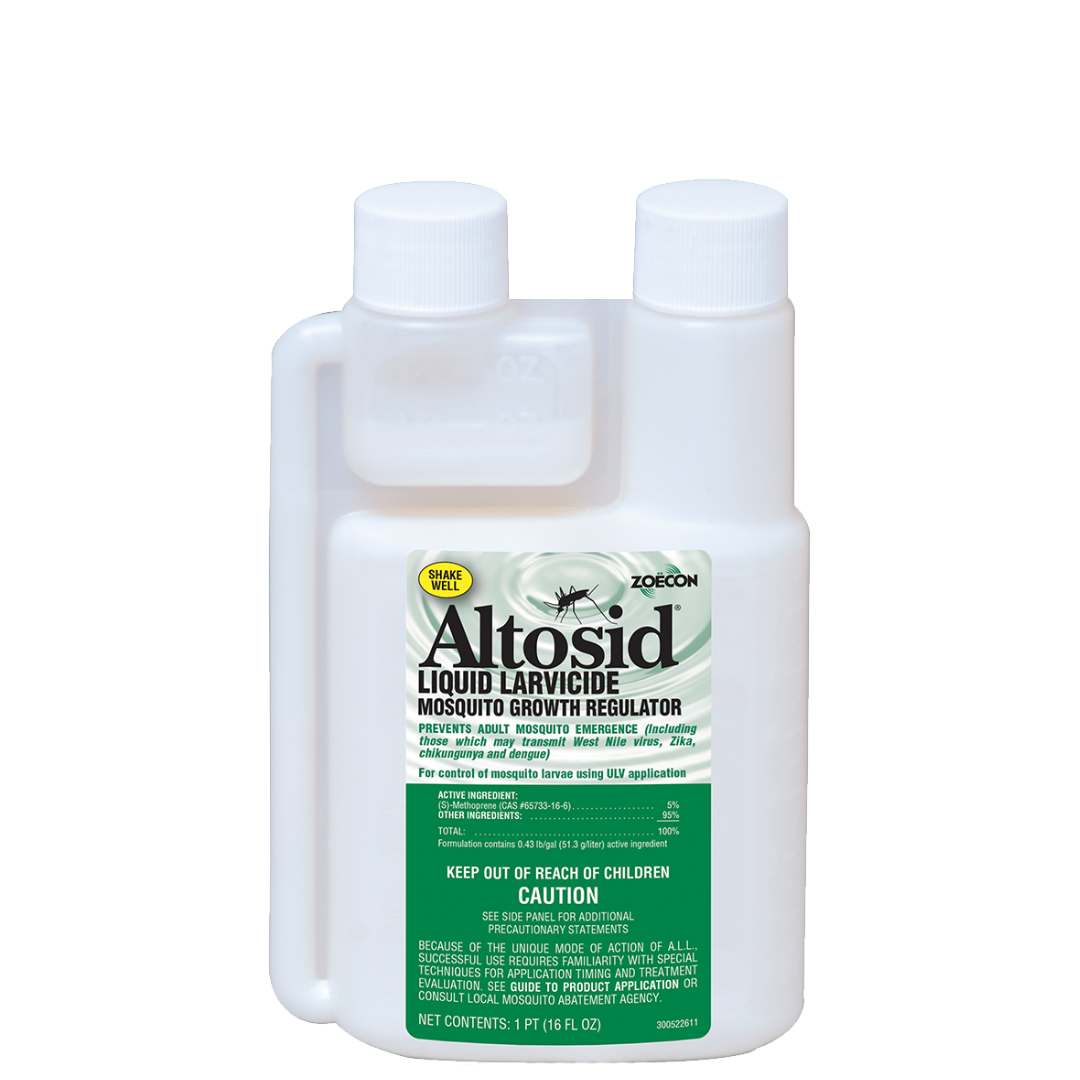 OZ
OZ
SHAKE
WELL
ZOËCON
Altosid®
LIQUID LARVICIDE
MOSQUITO GROWTH REGULATOR
PREVENTS ADULT MOSQUITO EMERGENCE (Including
those which may transmit West Nile virus, Zika,
chikungunya and dengue)
For control of mosquito larvae using ULV application
ACTIVE INGREDIENT:
(S)-Methoprene (CAS #65733-16-6) . . . . . . . . . . . . . . . . . . 5%
OTHER INGREDIENTS: . . . . . . . . . . . . . . . . . . . . . . . . . . . 95%
TOTAL: . . . . . . . . . . . . . . . . . . . . . . . . . . . . . . . . . . . . . . . 100%
Formulation contains 0.43 lb/gal (51.3 g/liter) active ingredient
KEEP OUT OF REACH OF CHILDREN
CAUTION
SEE SIDE PANEL FOR ADDITIONAL
PRECAUTIONARY STATEMENTS
BECAUSE OF THE UNIQUE MODE OF ACTION OF A.L.L.,
SUCCESSFUL USE REQUIRES FAMILIARITY WITH SPECIAL
TECHNIQUES FOR APPLICATION TIMING AND TREATMENT
EVALUATION. SEE GUIDE TO PRODUCT APPLICATION OR
CONSULT LOCAL MOSQUITO ABATEMENT AGENCY.
NET CONTENTS: 1 PT (16 FL OZ) 300522611